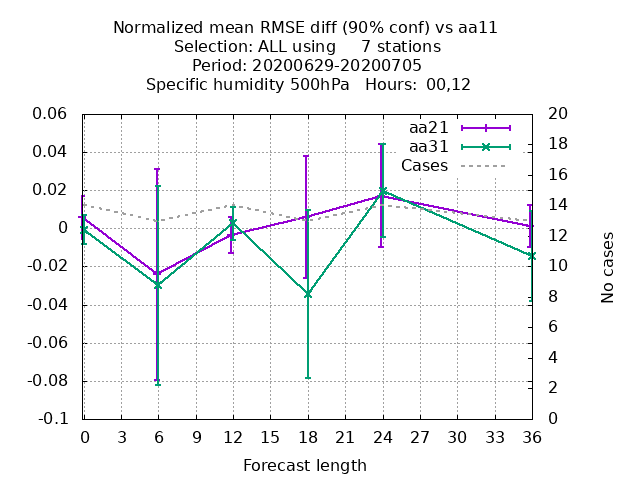 Normalized mean RMSE diff (90% conf) vs aa11
Selection: ALL using     7 stations
Period: 20200629-20200705
Specific humidity 500hPa   Hours: 00,12
0.06
0.04
0.02
0
-0.02
-0.04
-0.06
-0.08
-0.1
20
18
16
14
12
10
8
6
4
2
0
aa21
aa31
Cases
No cases
0 3 6 9 12 15 18 21 24 27 30 33 36
Forecast length